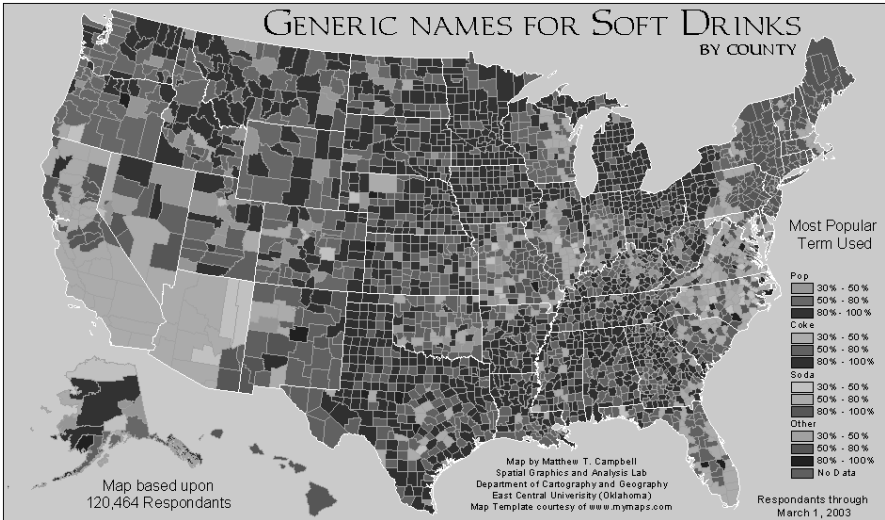 GENERIC NAMES FOR SOFT DRINKS
BY COUNTY
Most Popular
Term Used
Pop
30% - 50%
50% - 80%
80% - 100%
Coke
30% - 50%
50% - 80%
80% - 100%
Soda
30% - 50%
50% - 80%
80% - 100%
Other
30% - 50%
50% - 80%
80% - 100%
No Data
Map based upon
120,464 Respondants
Map by Matthew T. Campbell
Spatial Graphics and Analysis Lab
Department of Cartography and Geography
East Central Univerisity (Oklahoma)
Map Template courtesy of www.mymaps.com
Respondants through
March 1, 2003